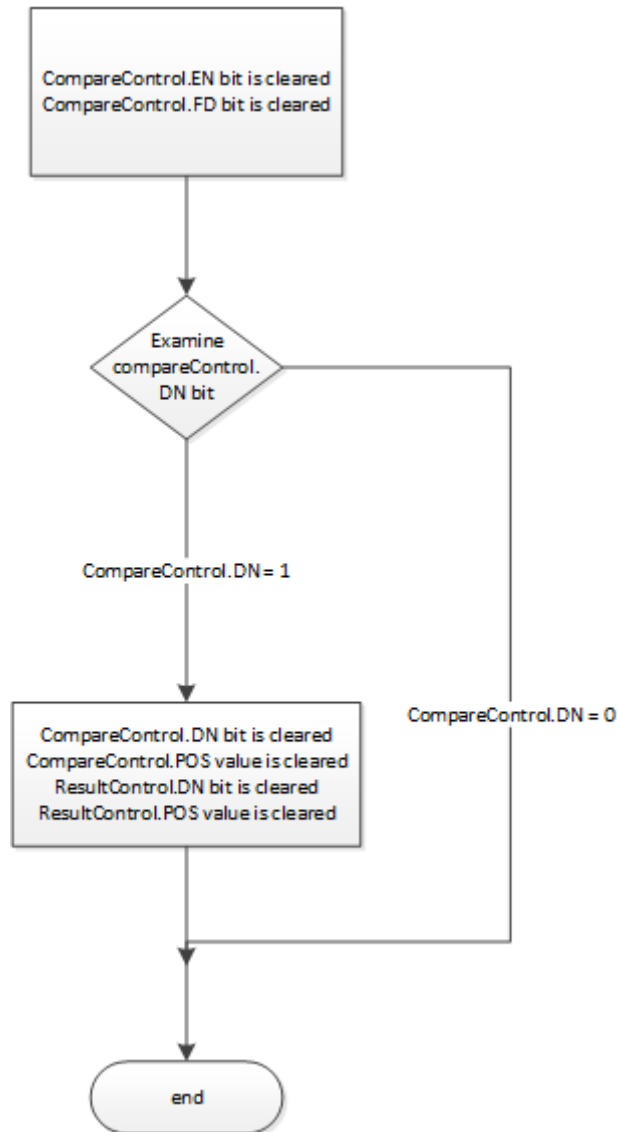 CompareControl.EN bit is cleared
CompareControl.FD bit is cleared
Examine
compareControl.
DN bit
CompareControl.DN = 1
CompareControl.DN = 0
CompareControl.DN bit is cleared
CompareControl.POS value is cleared
ResultControl.DN bit is cleared
ResultControl.POS value is cleared
end